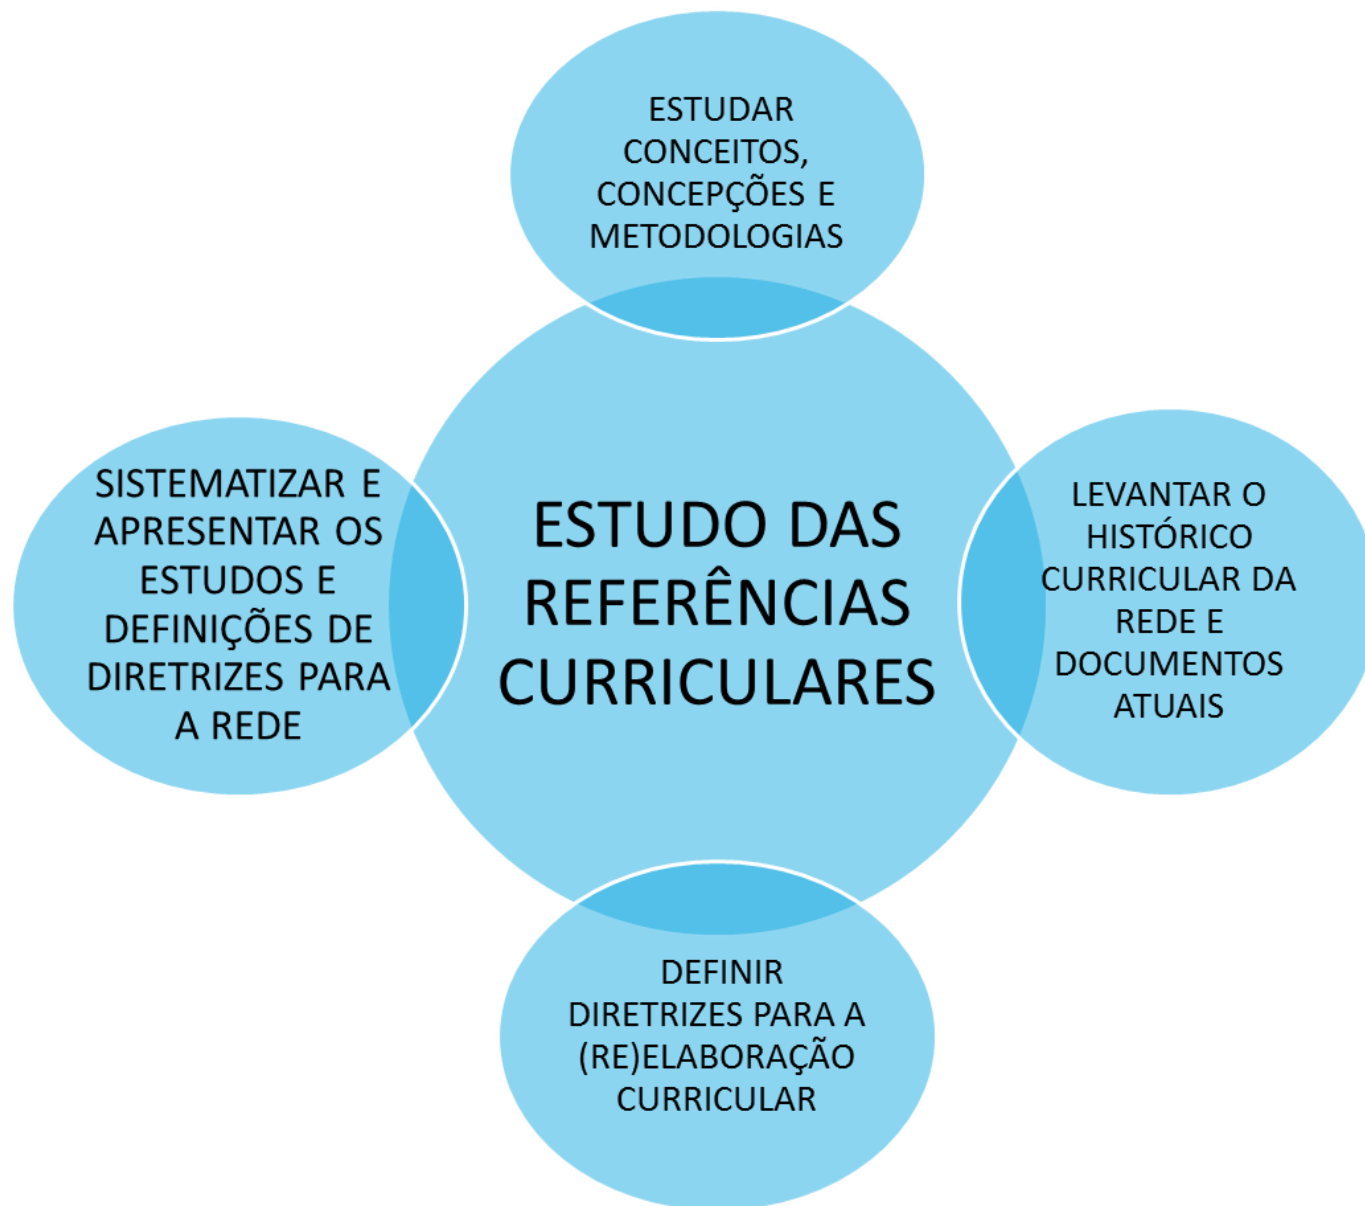 ESTUDAR
CONCEITOS,
CONCEPÇÕES E
METODOLOGIAS
SISTEMATIZAR E
APRESENTAR OS
ESTUDOS E
DEFINIÇÕES DE
DIRETRIZES PARA
A REDE
ESTUDO DAS
REFERÊNCIAS
CURRICULARES
LEVANTAR O
HISTÓRICO
CURRICULAR DA
REDE E
DOCUMENTOS
ATUAIS
DEFINIR
DIRETRIZES PARA A
(RE)ELABORAÇÃO
CURRICULAR